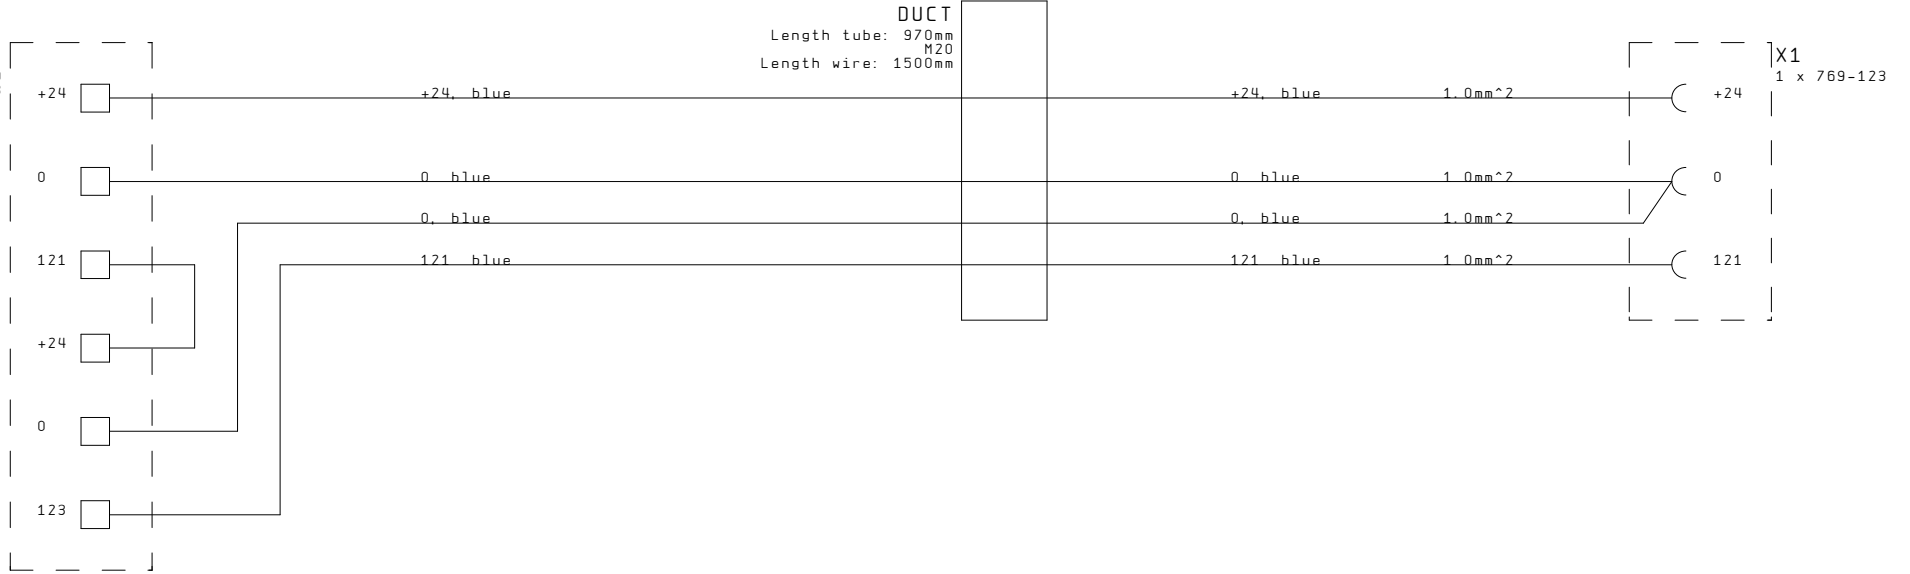 DUCT
Length tube: 970mm
M20
Length wire: 1500mm
X1
1 x 769-123
+24 +24, blue +24, blue 1.0mm^2 +24
0 0 blue 0 blue 1 0mm^2 0
0, blue 0, blue 1.0mm^2
121 121 blue 121 blue 1 0mm^2 121
+24
0
123